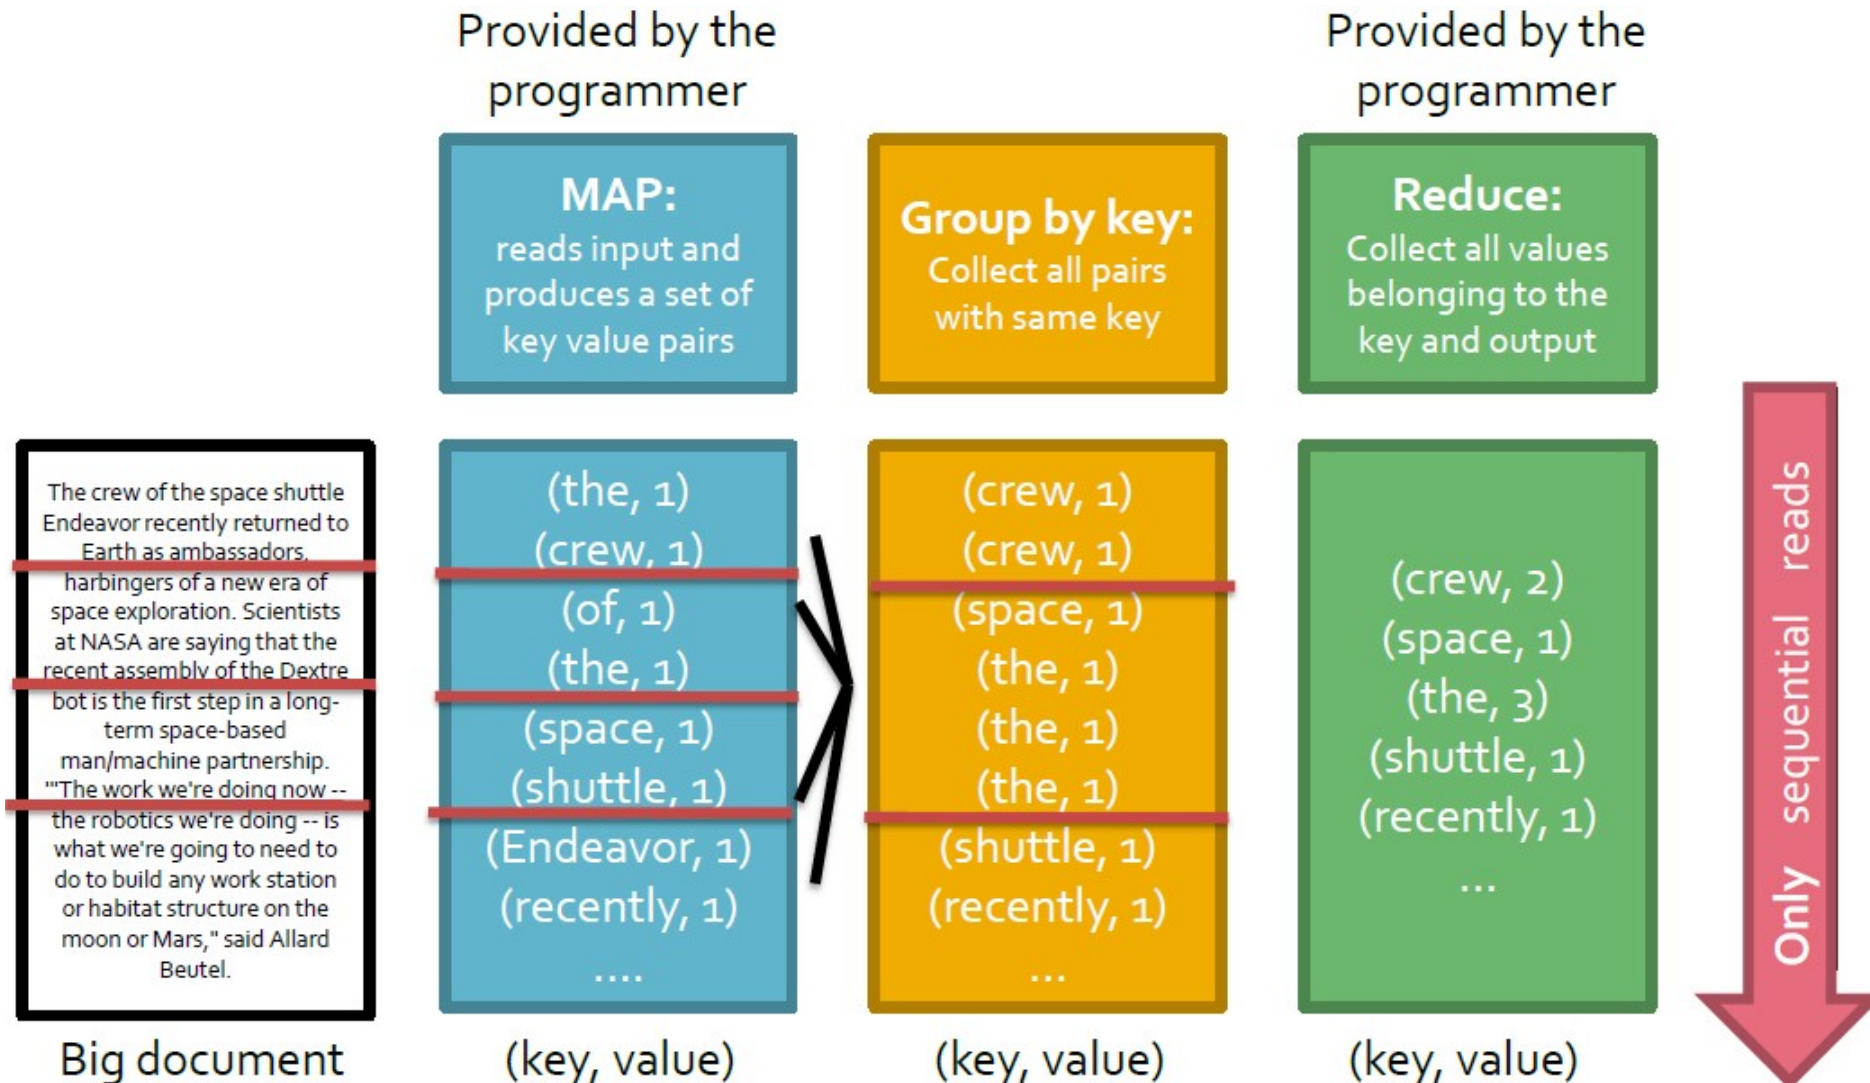 Provided by the
programmer
Provided by the
programmer
MAP:
reads input and
produces a set of
key value pairs
Group by key:
Collect all pairs
with same key
Reduce:
Collect all values
belonging to the
key and output
The crew of the space shuttle
Endeavor recently returned to
Earth as ambassadors,
harbingers of a new era of
space exploration. Scientists
at NASA are saying that the
recent assembly of the Dextre
bot is the first step in a long-
term space-based
man/machine partnership.
'"The work we're doing now --
the robotics we're doing -- is
what we're going to need to
do to build any work station
or habitat structure on the
moon or Mars," said Allard
Beutel.
Big document
(the, 1)
(crew, 1)
(of, 1)
(the, 1)
(space, 1)
(shuttle, 1)
(Endeavor, 1)
(recently, 1)
....
(key, value)
(crew, 1)
(crew, 1)
(space, 1)
(the, 1)
(the, 1)
(the, 1)
(shuttle, 1)
(recently, 1)
...
(key, value)
(crew, 2)
(space, 1)
(the, 3)
(shuttle, 1)
(recently, 1)
...
(key, value)
Only sequential reads